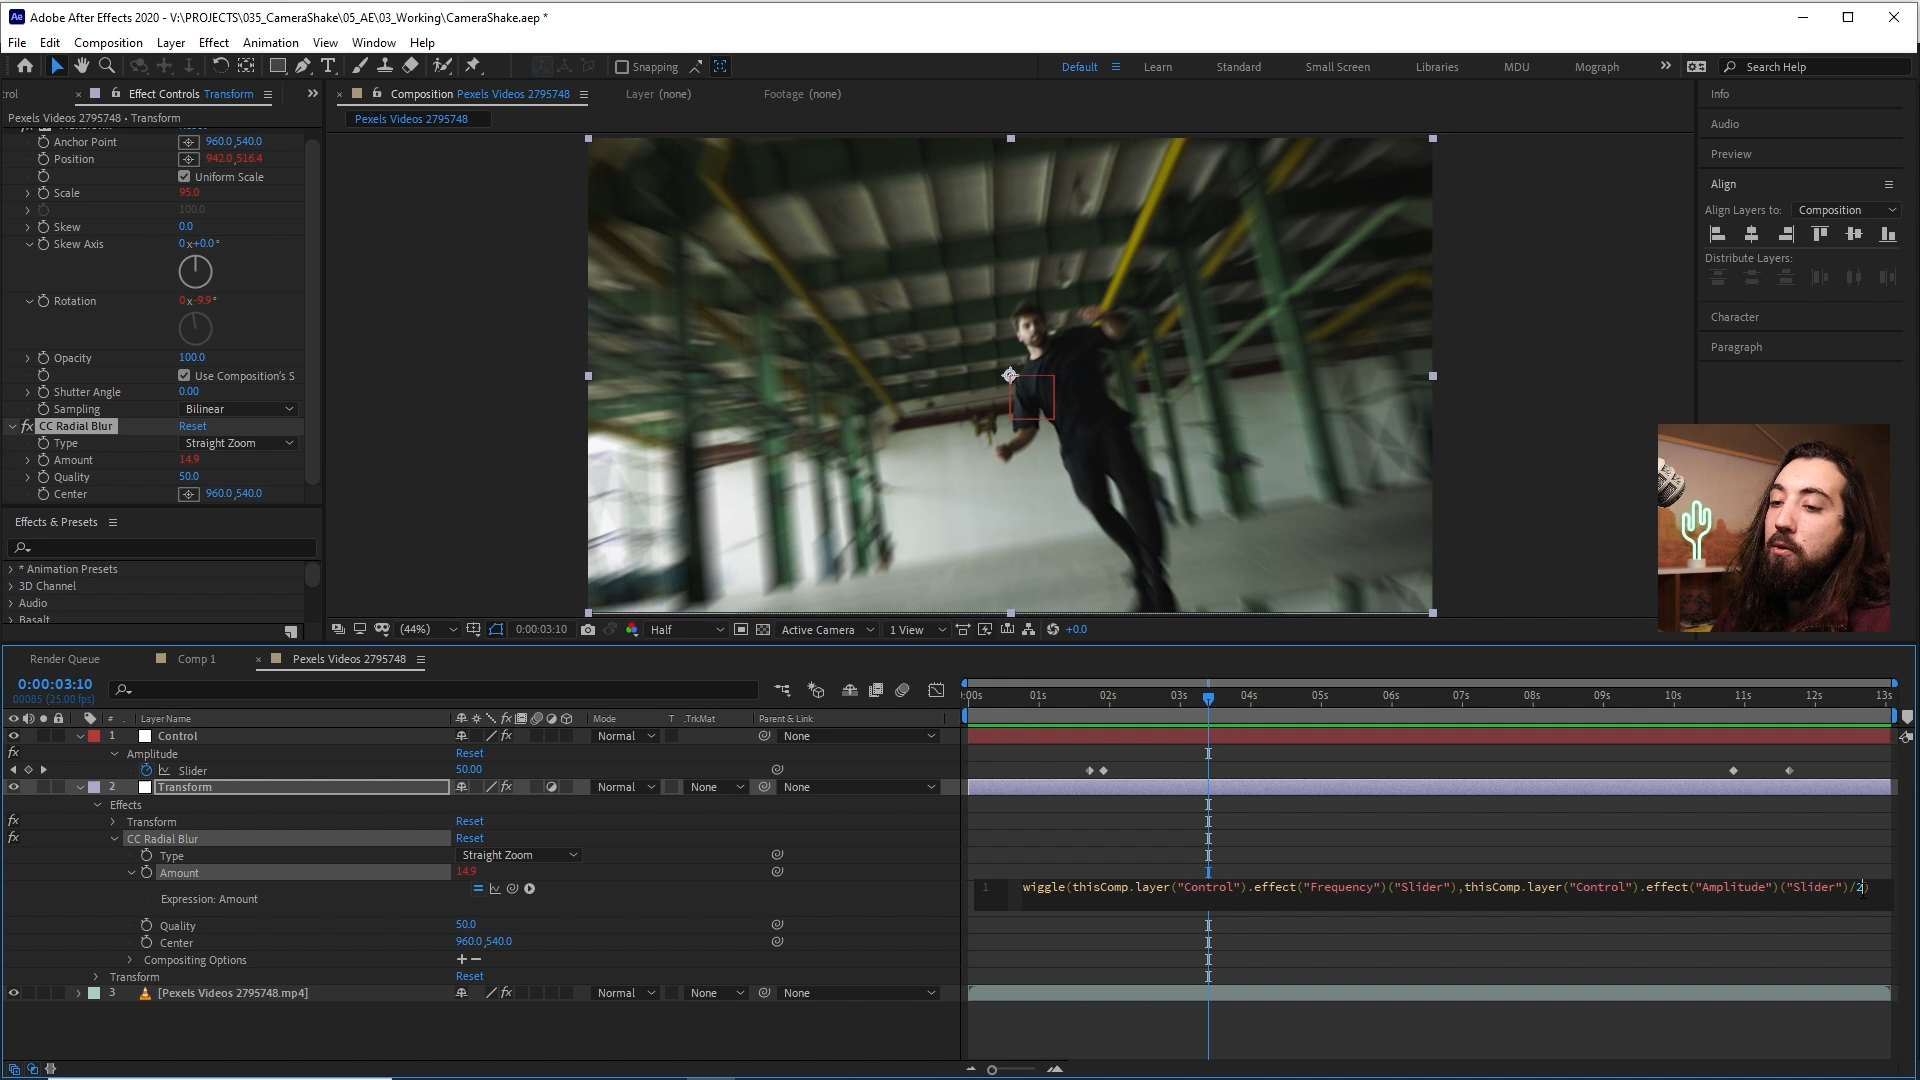 Adobe After Effects 2020 - V:\PROJECTS\035_CameraShake\05_AE\03_Working\CameraShake.aep *
File Edit Composition Layer Effect Animation View Window Help
Snapping
Default Learn Standard Small Screen Libraries MDU Mograph Search Help
rol Effect Controls Transform
Composition Pexels Videos 2795748
Layer (none)
Footage (none)
Pexels Videos 2795748 • Transform
Pexels Videos 2795748
Anchor Point 960.0,540.0
Position 942.0,516.4
Uniform Scale
Scale 95.0
100.0
Skew 0.0
Skew Axis 0x+0.0°
Rotation 0x-9.9°
Opacity 100.0
Use Composition's S
Shutter Angle 0.00
Sampling Bilinear
fx CC Radial Blur Reset
Type Straight Zoom
Amount 14.9
Quality 50.0
Center 960.0,540.0
Effects & Presets
* Animation Presets
3D Channel
Audio
Basalt
Info
Audio
Preview
Align
Align Layers to: Composition
Distribute Layers:
Character
Paragraph
(44%) 0:00:03:10 Half Active Camera 1 View +0.0
Render Queue Comp 1 Pexels Videos 2795748
0:00:03:10
00085 (25.00 fps)
:00s 01s 02s 03s 04s 05s 06s 07s 08s 09s 10s 11s 12s 13s
# Layer Name Mode T .TrkMat Parent & Link
1 Control Normal None
Amplitude Reset
Slider 50.00
2 Transform Normal None None
Effects
Transform Reset
CC Radial Blur Reset
Type Straight Zoom
Amount 14.9
Expression: Amount
1 wiggle(thisComp.layer("Control").effect("Frequency")("Slider"),thisComp.layer("Control").effect("Amplitude")("Slider")/2)
Quality 50.0
Center 960.0,540.0
Compositing Options +−
Transform Reset
3 [Pexels Videos 2795748.mp4] Normal None None